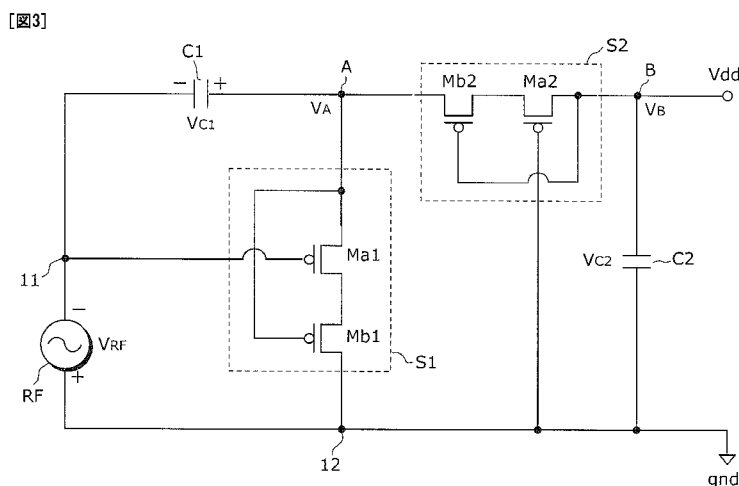 [図3]
C1
S2
A
Mb2
Ma2
B
Vdd
− +
VA
VB
VC1
11
Ma1
VC2
C2
−
VRF
Mb1
RF
+
S1
12
gnd